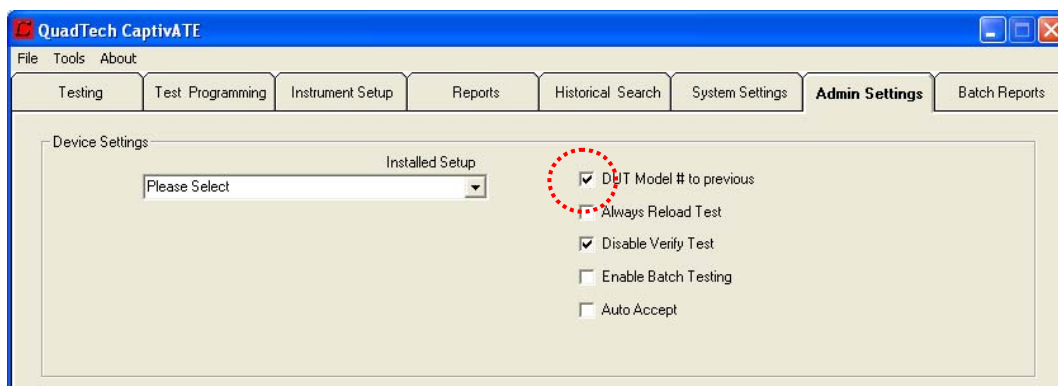 QuadTech CaptivATE
File Tools About
Testing Test Programming Instrument Setup Reports Historical Search System Settings Admin Settings Batch Reports
Device Settings
Installed Setup
Please Select
DUT Model # to previous
Always Reload Test
Disable Verify Test
Enable Batch Testing
Auto Accept